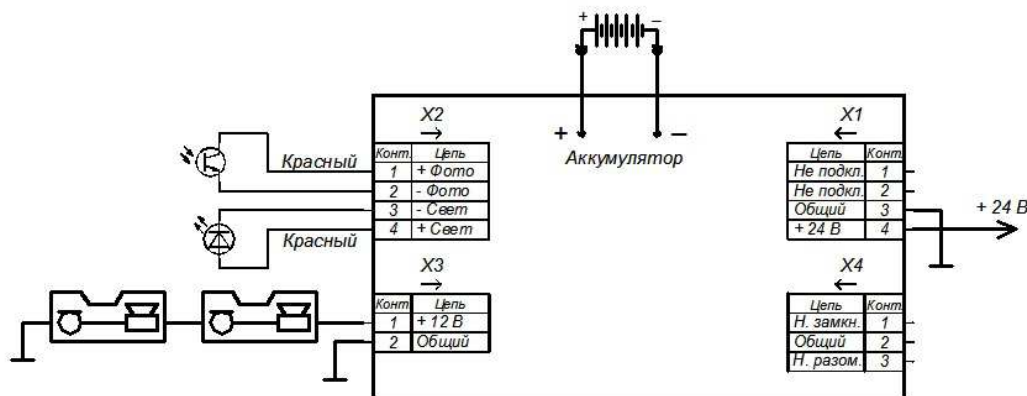 + –
X2 + – X1
Аккумулятор
Конт. Цепь
Красный 1 + Фото
2 - Фото
3 - Свет
Красный 4 + Свет
Цепь Конт.
Не подкл. 1
Не подкл. 2
Общий 3 + 24 В
+ 24 В 4
X3
Конт. Цепь
1 + 12 В
2 Общий
X4
Цепь Конт.
Н. замкн. 1
Общий 2
Н. разом. 3